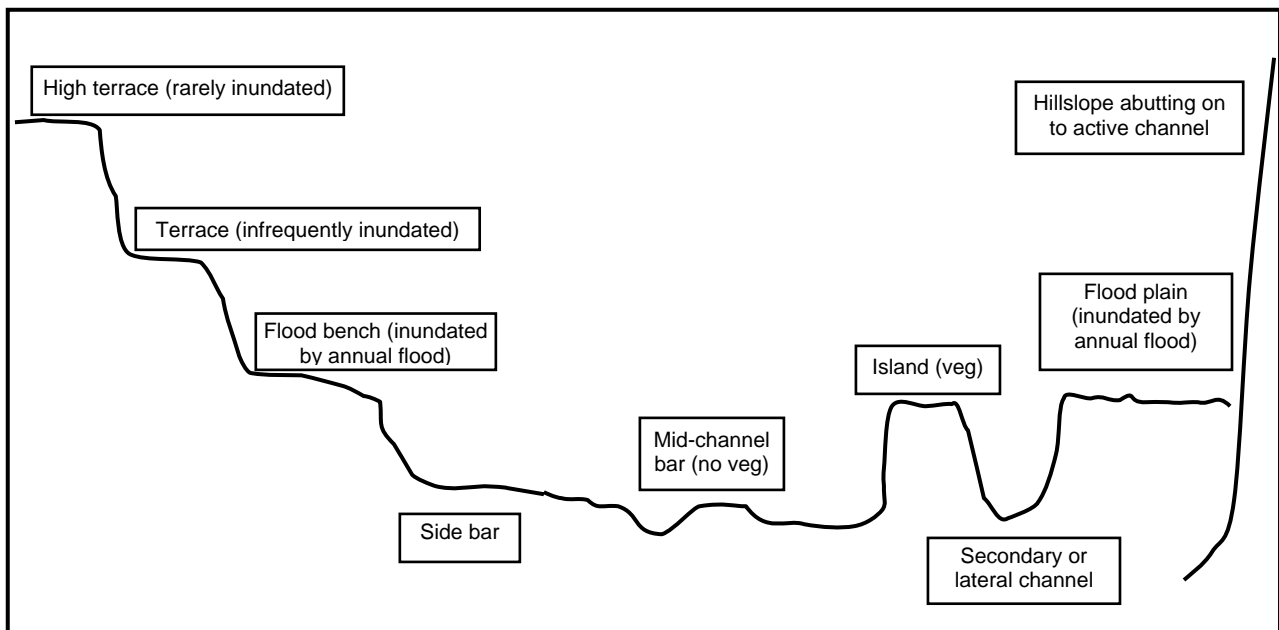 High terrace (rarely inundated)
Hillslope abutting on
to active channel
Terrace (infrequently inundated)
Flood plain
(inundated by
annual flood)
Flood bench (inundated
by annual flood)
Island (veg)
Mid-channel
bar (no veg)
Side bar
Secondary or
lateral channel